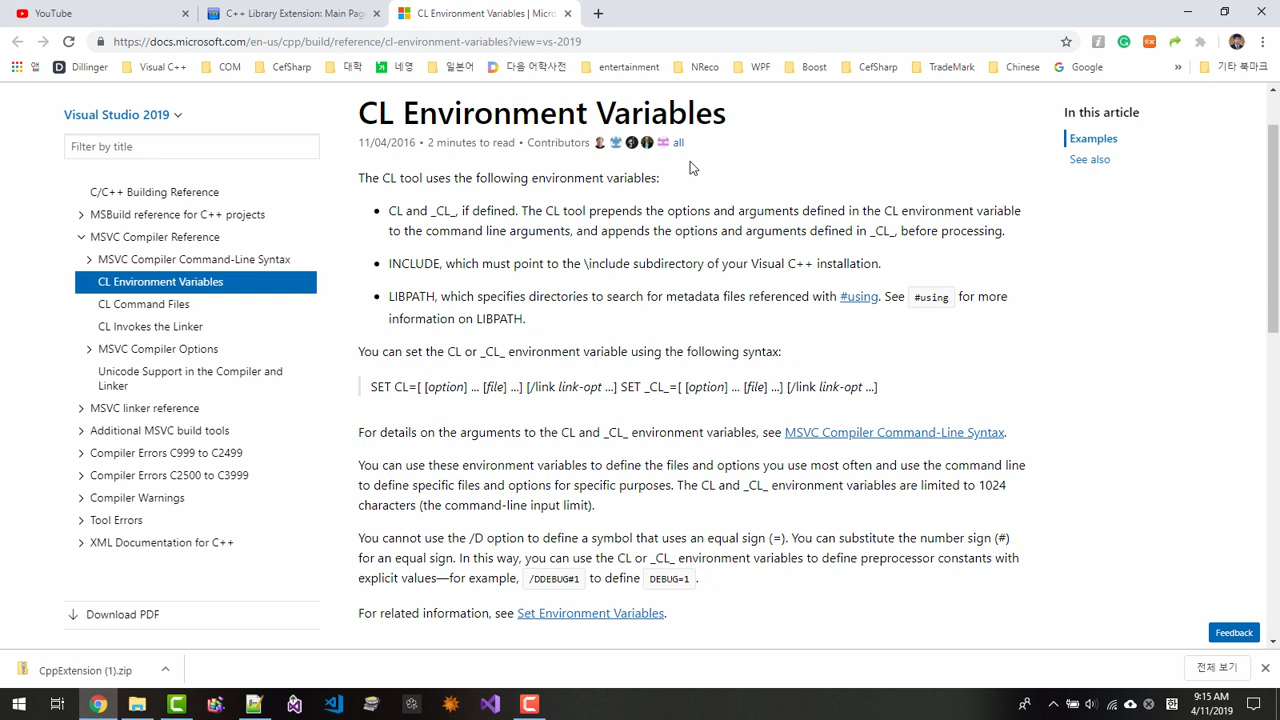 YouTube
C++ Library Extension: Main Pag
CL Environment Variables | Micro
https://docs.microsoft.com/en-us/cpp/build/reference/cl-environment-variables?view=vs-2019
앱
Dillinger
Visual C++
COM
CefSharp
대학
네영
일본어
다음 어학사전
entertainment
NReco
WPF
Boost
CefSharp
TradeMark
Chinese
Google
»
기타 북마크
Visual Studio 2019
Filter by title
C/C++ Building Reference
MSBuild reference for C++ projects
MSVC Compiler Reference
MSVC Compiler Command-Line Syntax
CL Environment Variables
CL Command Files
CL Invokes the Linker
MSVC Compiler Options
Unicode Support in the Compiler and
Linker
MSVC linker reference
Additional MSVC build tools
Compiler Errors C999 to C2499
Compiler Errors C2500 to C3999
Compiler Warnings
Tool Errors
XML Documentation for C++
Download PDF
CL Environment Variables
11/04/2016 • 2 minutes to read • Contributors all
The CL tool uses the following environment variables:
• CL and _CL_, if defined. The CL tool prepends the options and arguments defined in the CL environment variable
to the command line arguments, and appends the options and arguments defined in _CL_, before processing.
• INCLUDE, which must point to the \include subdirectory of your Visual C++ installation.
• LIBPATH, which specifies directories to search for metadata files referenced with #using. See #using for more
information on LIBPATH.
You can set the CL or _CL_ environment variable using the following syntax:
SET CL=[ [option] ... [file] ...] [/link link-opt ...] SET _CL_=[ [option] ... [file] ...] [/link link-opt ...]
For details on the arguments to the CL and _CL_ environment variables, see MSVC Compiler Command-Line Syntax.
You can use these environment variables to define the files and options you use most often and use the command line
to define specific files and options for specific purposes. The CL and _CL_ environment variables are limited to 1024
characters (the command-line input limit).
You cannot use the /D option to define a symbol that uses an equal sign (=). You can substitute the number sign (#)
for an equal sign. In this way, you can use the CL or _CL_ environment variables to define preprocessor constants with
explicit values—for example, /DDEBUG#1 to define DEBUG=1.
For related information, see Set Environment Variables.
In this article
Examples
See also
Feedback
CppExtension (1).zip
전체 보기
9:15 AM
4/11/2019